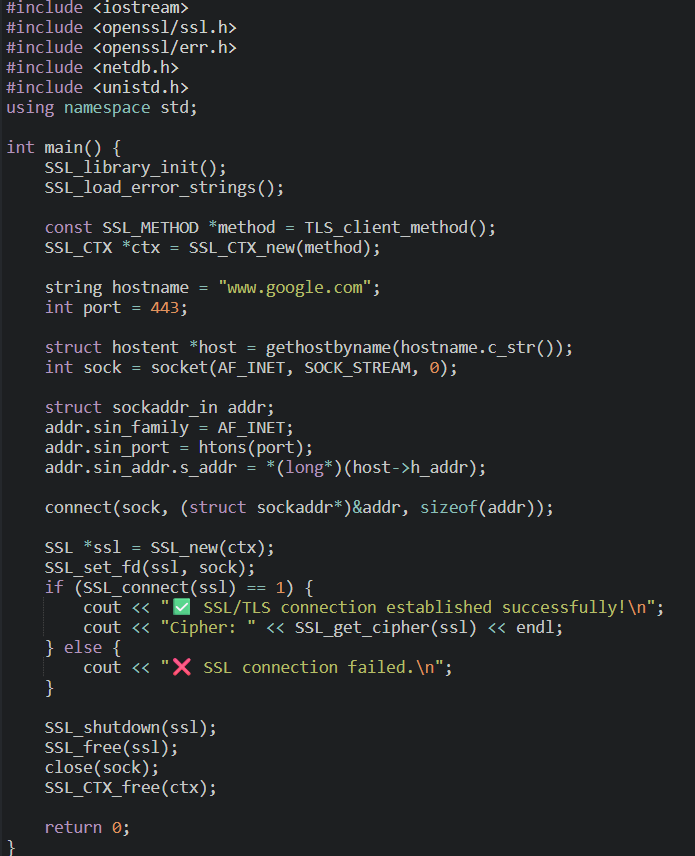 #include <iostream>
#include <openssl/ssl.h>
#include <openssl/err.h>
#include <netdb.h>
#include <unistd.h>
using namespace std;

int main() {
    SSL_library_init();
    SSL_load_error_strings();

    const SSL_METHOD *method = TLS_client_method();
    SSL_CTX *ctx = SSL_CTX_new(method);

    string hostname = "www.google.com";
    int port = 443;

    struct hostent *host = gethostbyname(hostname.c_str());
    int sock = socket(AF_INET, SOCK_STREAM, 0);

    struct sockaddr_in addr;
    addr.sin_family = AF_INET;
    addr.sin_port = htons(port);
    addr.sin_addr.s_addr = *(long*)(host->h_addr);

    connect(sock, (struct sockaddr*)&addr, sizeof(addr));

    SSL *ssl = SSL_new(ctx);
    SSL_set_fd(ssl, sock);
    if (SSL_connect(ssl) == 1) {
        cout << "✅ SSL/TLS connection established successfully!\n";
        cout << "Cipher: " << SSL_get_cipher(ssl) << endl;
    } else {
        cout << "❌ SSL connection failed.\n";
    }

    SSL_shutdown(ssl);
    SSL_free(ssl);
    close(sock);
    SSL_CTX_free(ctx);

    return 0;
}